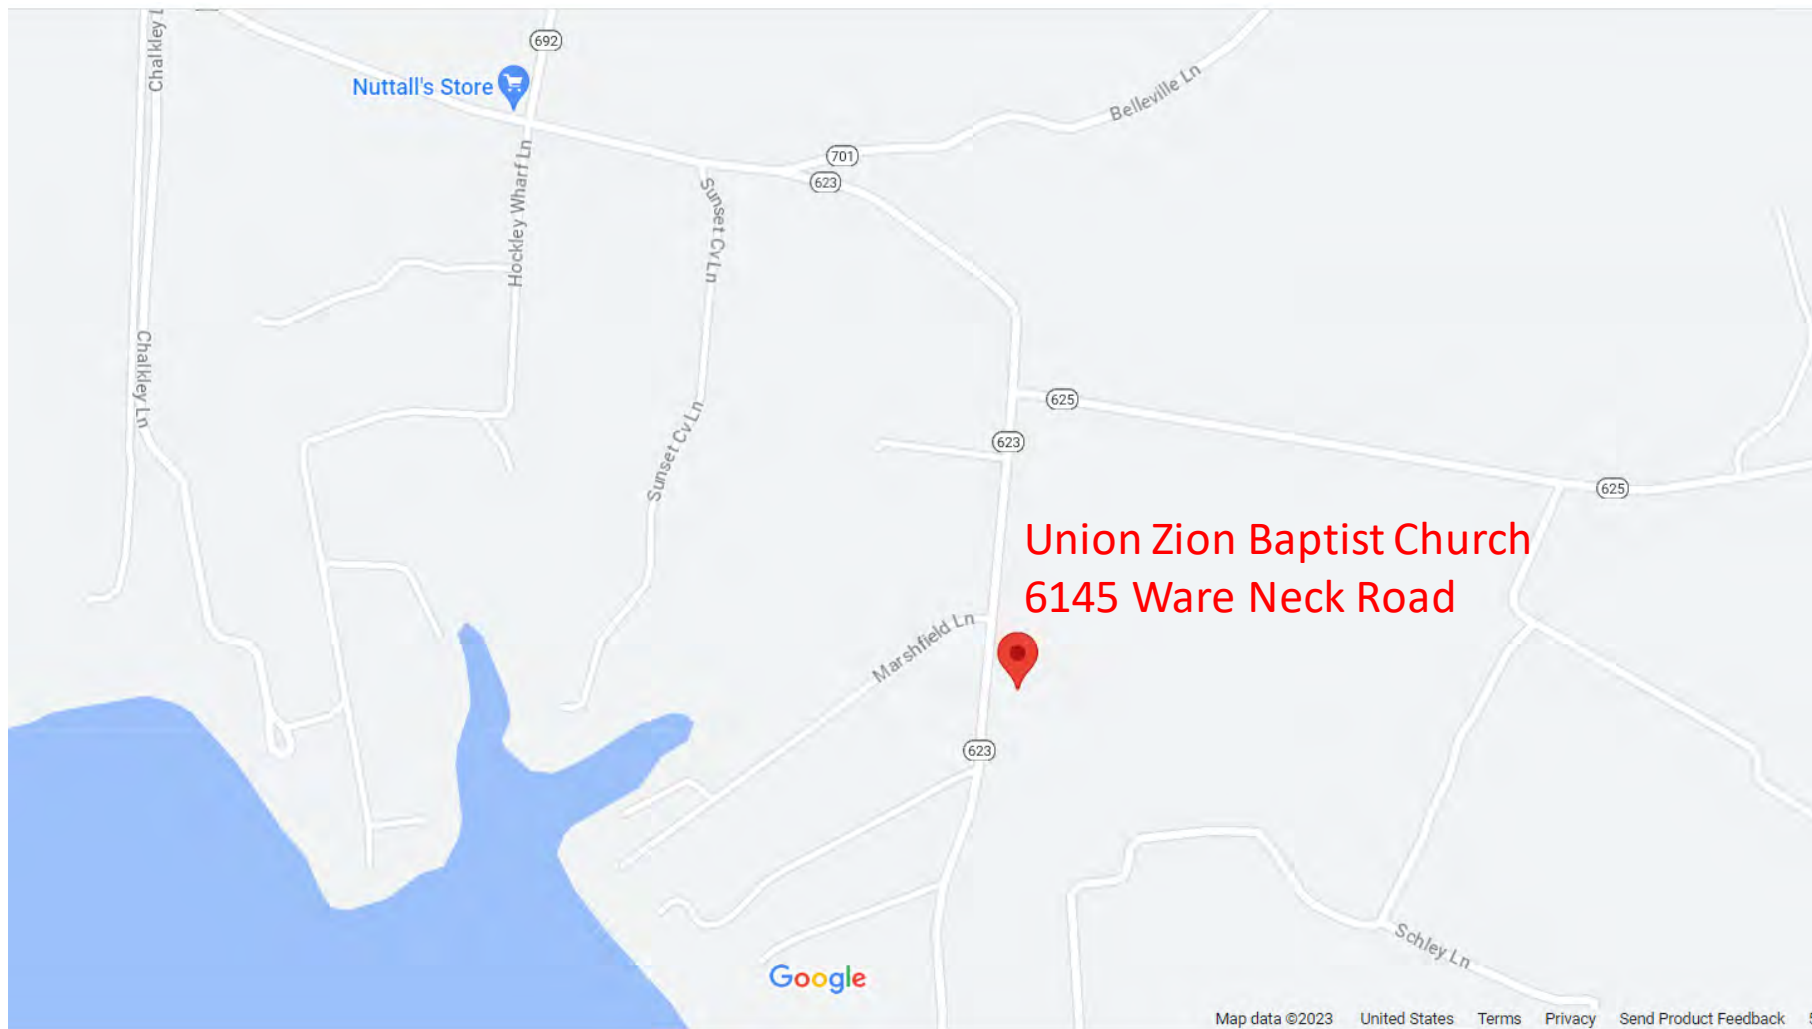 Chalkley L
692
Nuttall's Store
Belleville Ln
701
623
Hockley Wharf Ln
Sunset Cv Ln
Chalkley Ln
625
623
Sunset Cv Ln
625
Union Zion Baptist Church
6145 Ware Neck Road
Marshfield Ln
623
Schley Ln
Google
Map data ©2023 United States Terms Privacy Send Product Feedback